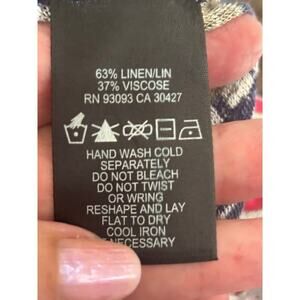 63% LINEN/LIN
37% VISCOSE
RN 93093 CA 30427
HAND WASH COLD
SEPARATELY
DO NOT BLEACH
DO NOT TWIST
OR WRING
RESHAPE AND LAY
FLAT TO DRY
COOL IRON
NECESSARY